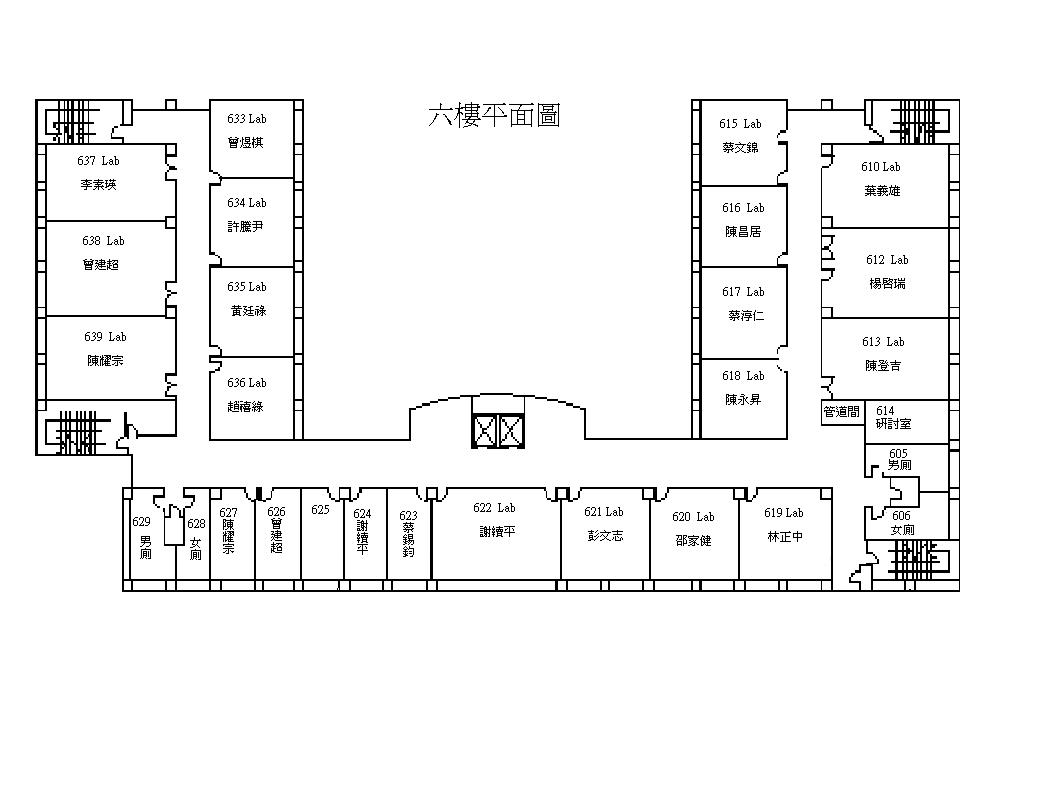 六樓平面圖
637 Lab
李素瑛
638 Lab
曾建超
639 Lab
陳耀宗
633 Lab
曾煜棋
634 Lab
許騰尹
635 Lab
黃廷祿
636 Lab
趙禧綠
615 Lab
蔡文錦
616 Lab
陳昌居
617 Lab
蔡淳仁
618 Lab
陳永昇
610 Lab
葉義雄
612 Lab
楊啓瑞
613 Lab
陳登吉
管道間
614
研討室
605
男廁
606
女廁
629
男廁
628
女廁
627
陳耀宗
626
曾建超
625
624
謝續平
623
蔡錫鈞
622 Lab
謝續平
621 Lab
彭文志
620 Lab
邵家健
619 Lab
林正中